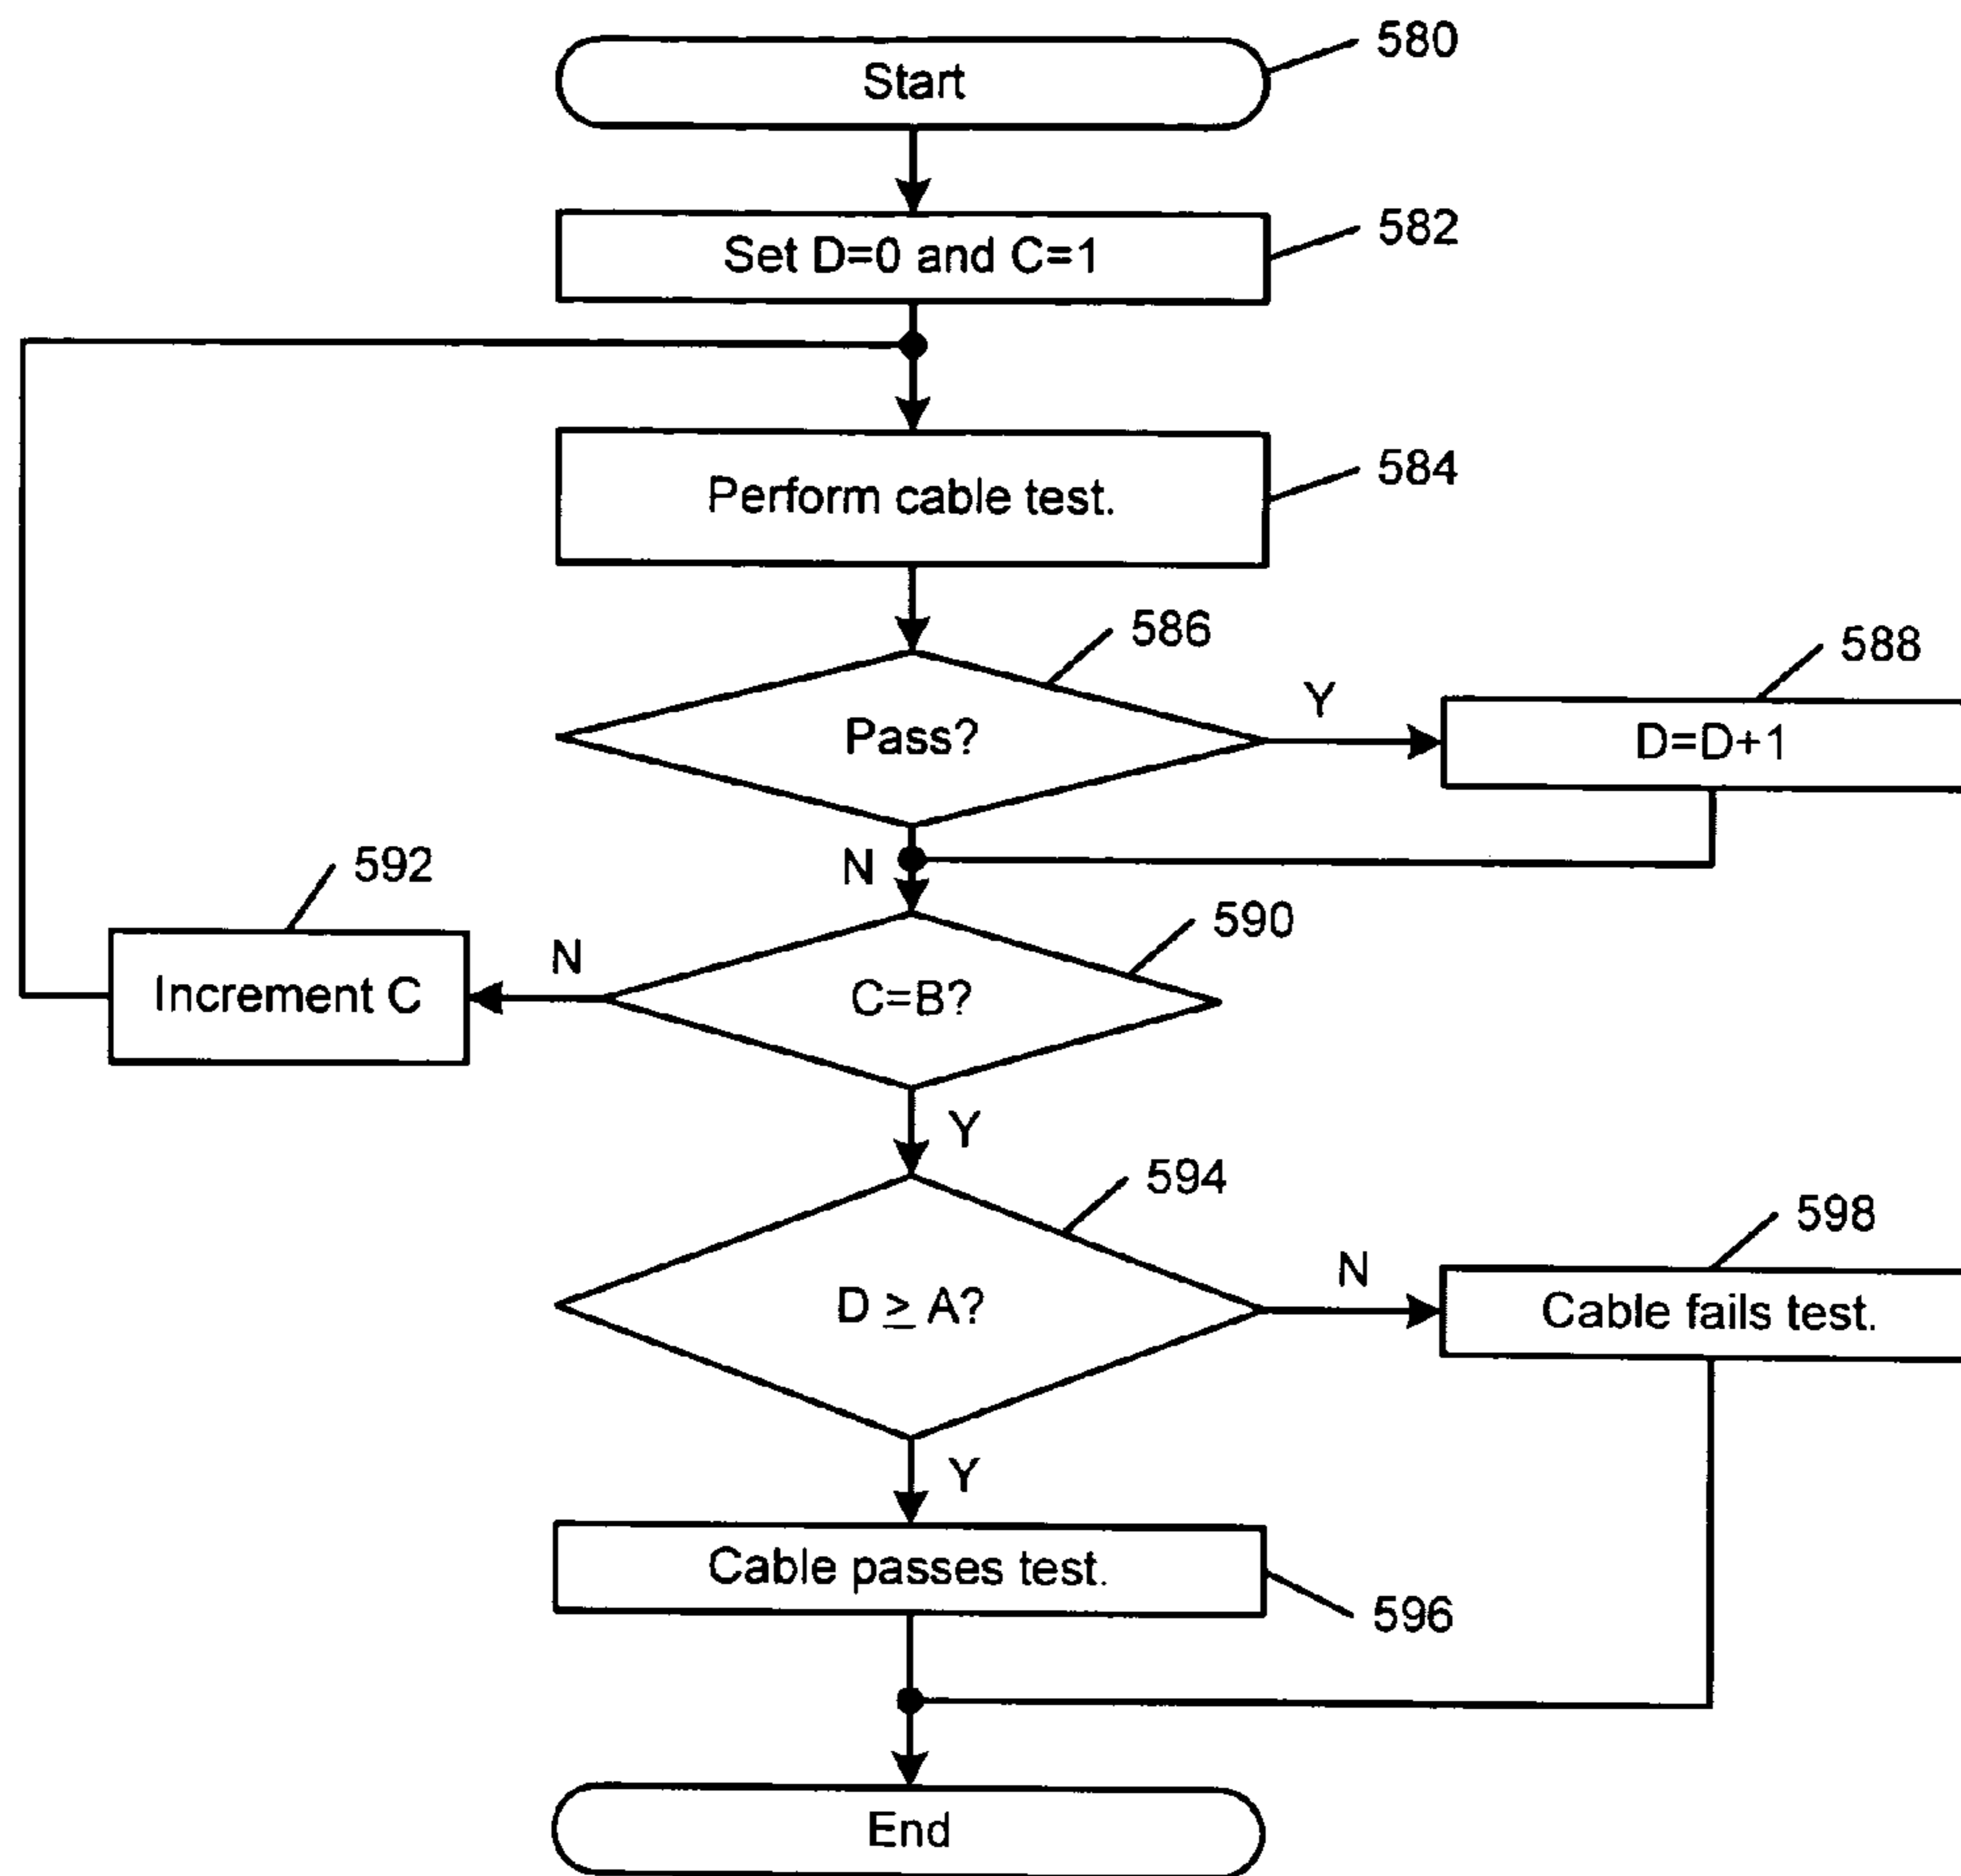 Start
580
Set D=0 and C=1
582
Perform cable test.
584
586
Pass?
Y
588
D=D+1
N
592
Increment C
N
590
C=B?
Y
594
D ≥ A?
N
598
Cable fails test.
Y
Cable passes test.
596
End